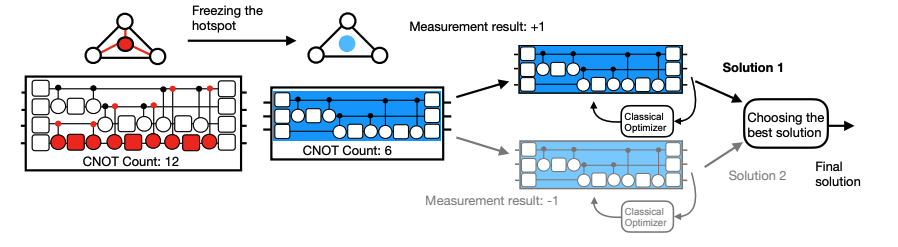 Freezing the
hotspot
Measurement result: +1
CNOT Count: 12
CNOT Count: 6
Classical
Optimizer
Solution 1
Choosing the
best solution
Final
solution
Measurement result: -1
Classical
Optimizer
Solution 2